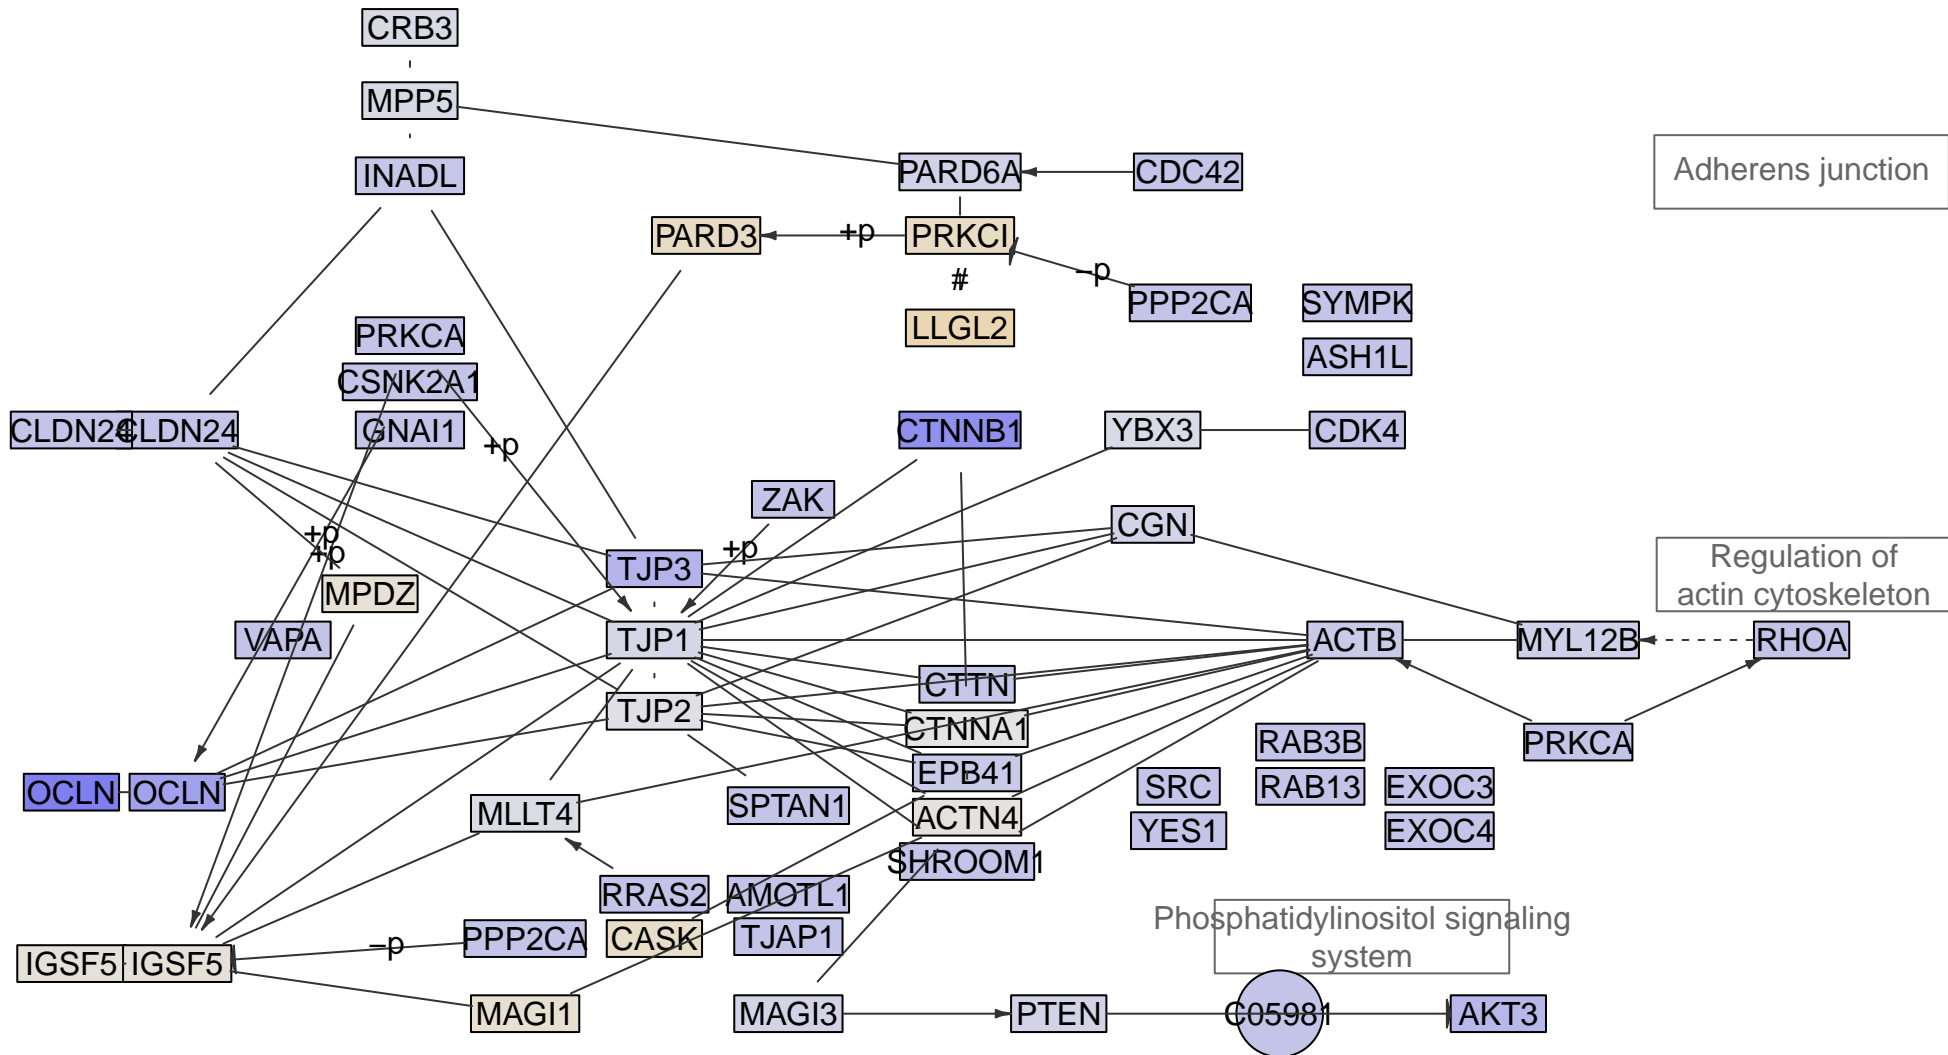 CRB3
MPP5
INADL
PARD6A
CDC42
Adherens junction
PARD3
+p
PRKCI
−p
#
PPP2CA
SYMPK
LLGL2
PRKCA
ASH1L
CSNK2A1
CLDN24
CLDN24
GNAI1
+p
CTNNB1
YBX3
CDK4
ZAK
CGN
+p
+p
+p
TJP3
Regulation of
actin cytoskeleton
MPDZ
VAPA
TJP1
ACTB
MYL12B
RHOA
CTTN
TJP2
CTNNA1
RAB3B
PRKCA
EPB41
OCLN
OCLN
SRC
RAB13
EXOC3
MLLT4
SPTAN1
ACTN4
YES1
EXOC4
SHROOM1
RRAS2
AMOTL1
Phosphatidylinositol signaling
system
PPP2CA
CASK
TJAP1
−p
IGSF5
IGSF5
MAGI1
MAGI3
PTEN
C05981
AKT3